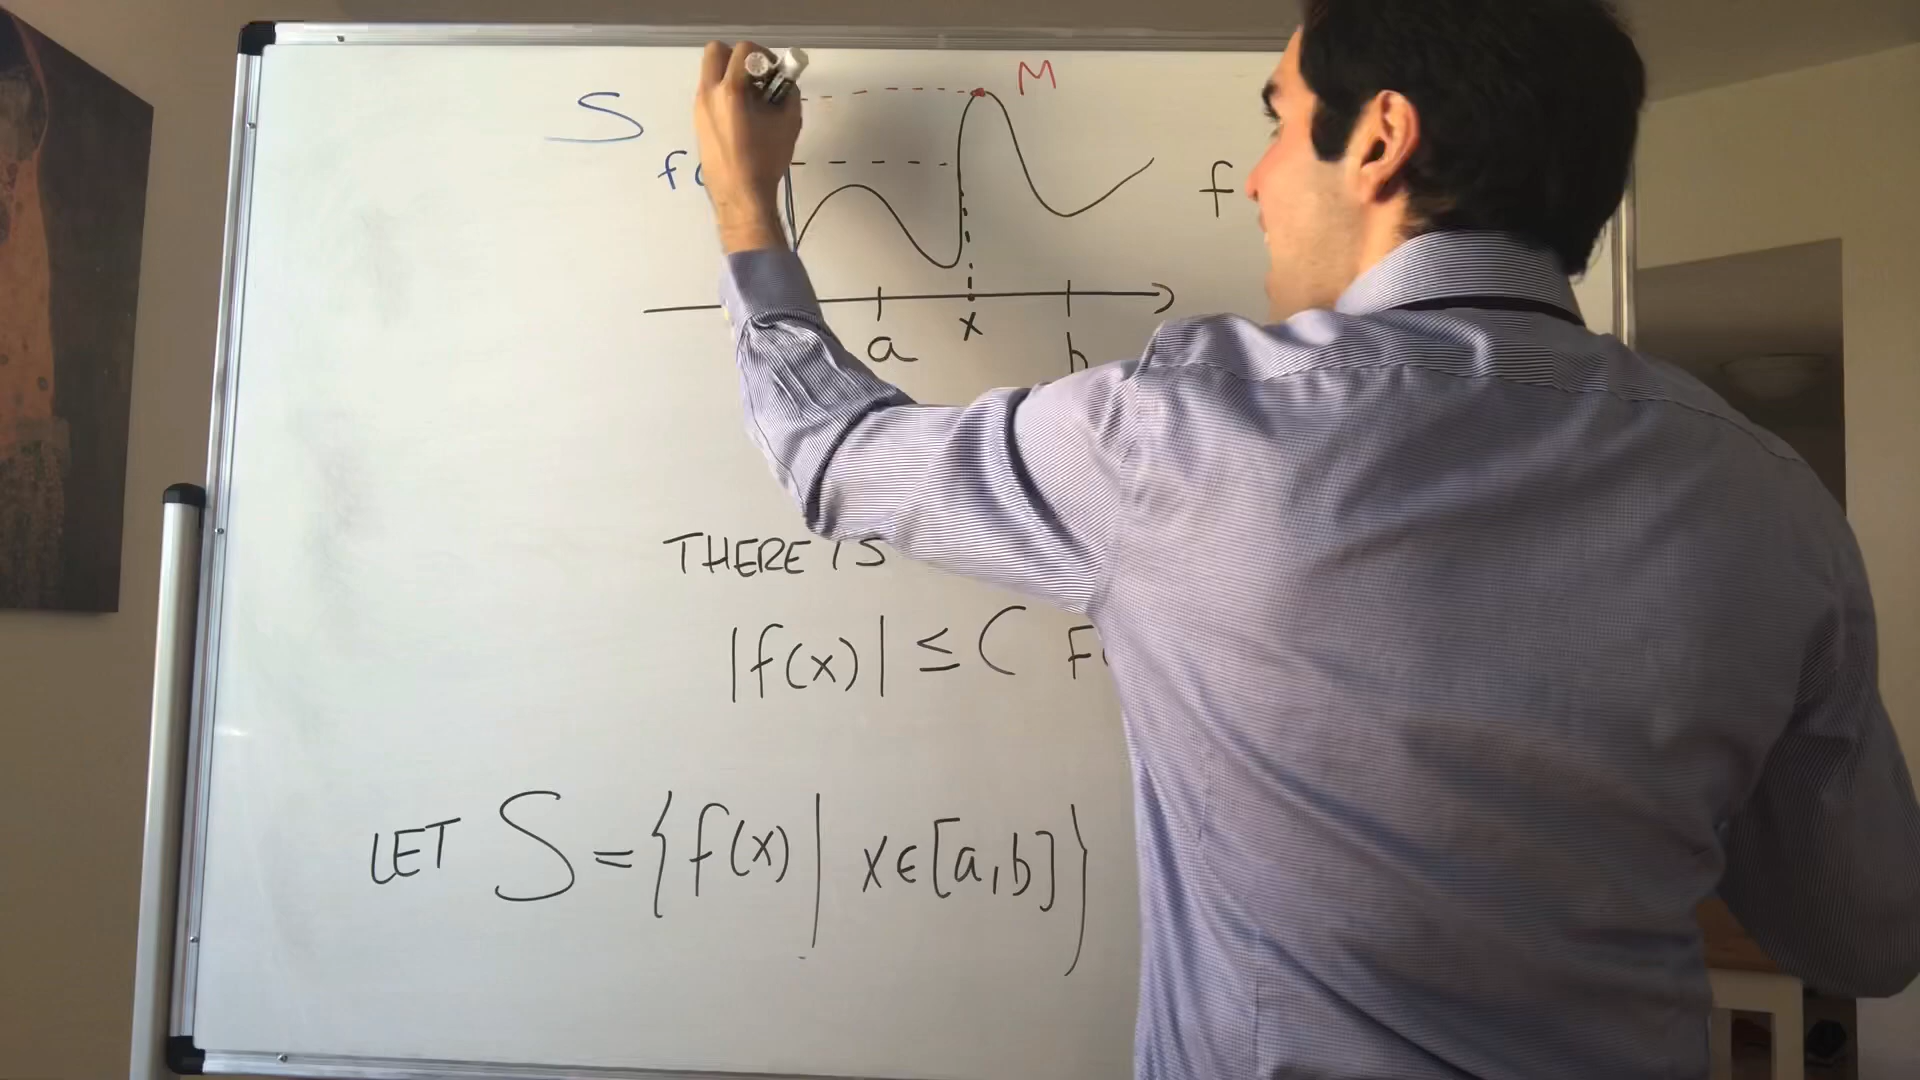 S
M
f
f
a x b
THERE IS
|f(x)| ≤ C
LET S = {f(x) | x ∈ [a,b]}